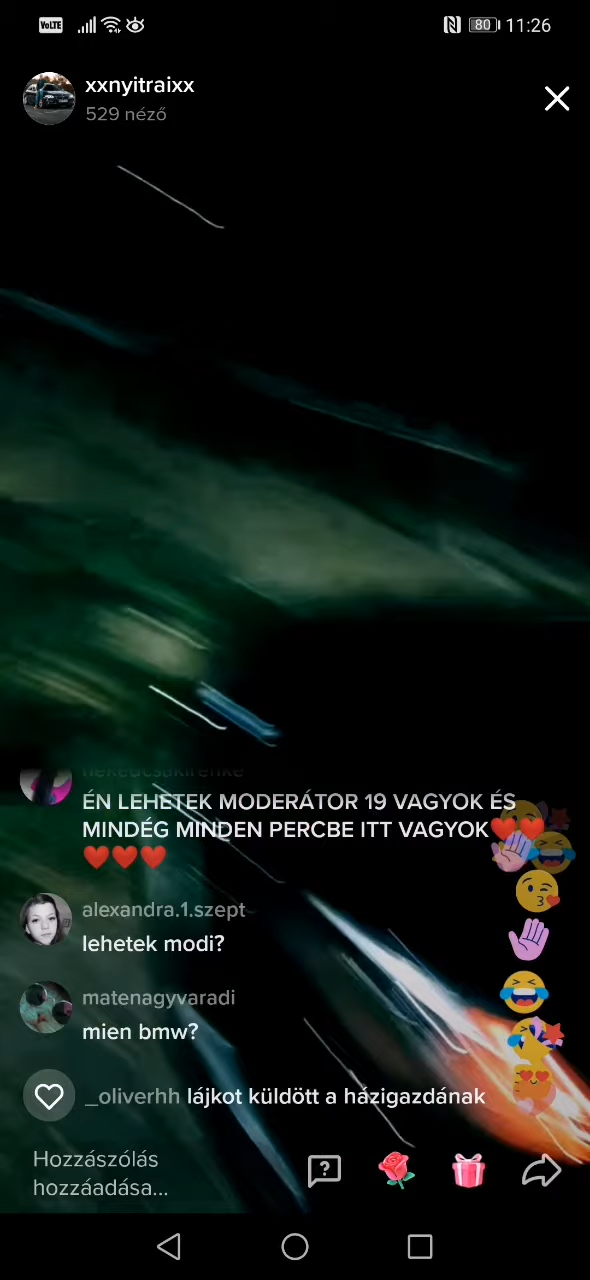 VoLTE
80
11:26
xxnyitraixx
529 néző
ÉN LEHETEK MODERÁTOR 19 VAGYOK ÉS
MINDÉG MINDEN PERCBE ITT VAGYOK❤️❤️
❤️❤️❤️
alexandra.1.szept
lehetek modi?
matenagyvaradi
mien bmw?
_oliverhh lájkot küldött a házigazdának
Hozzászólás
hozzáadása...